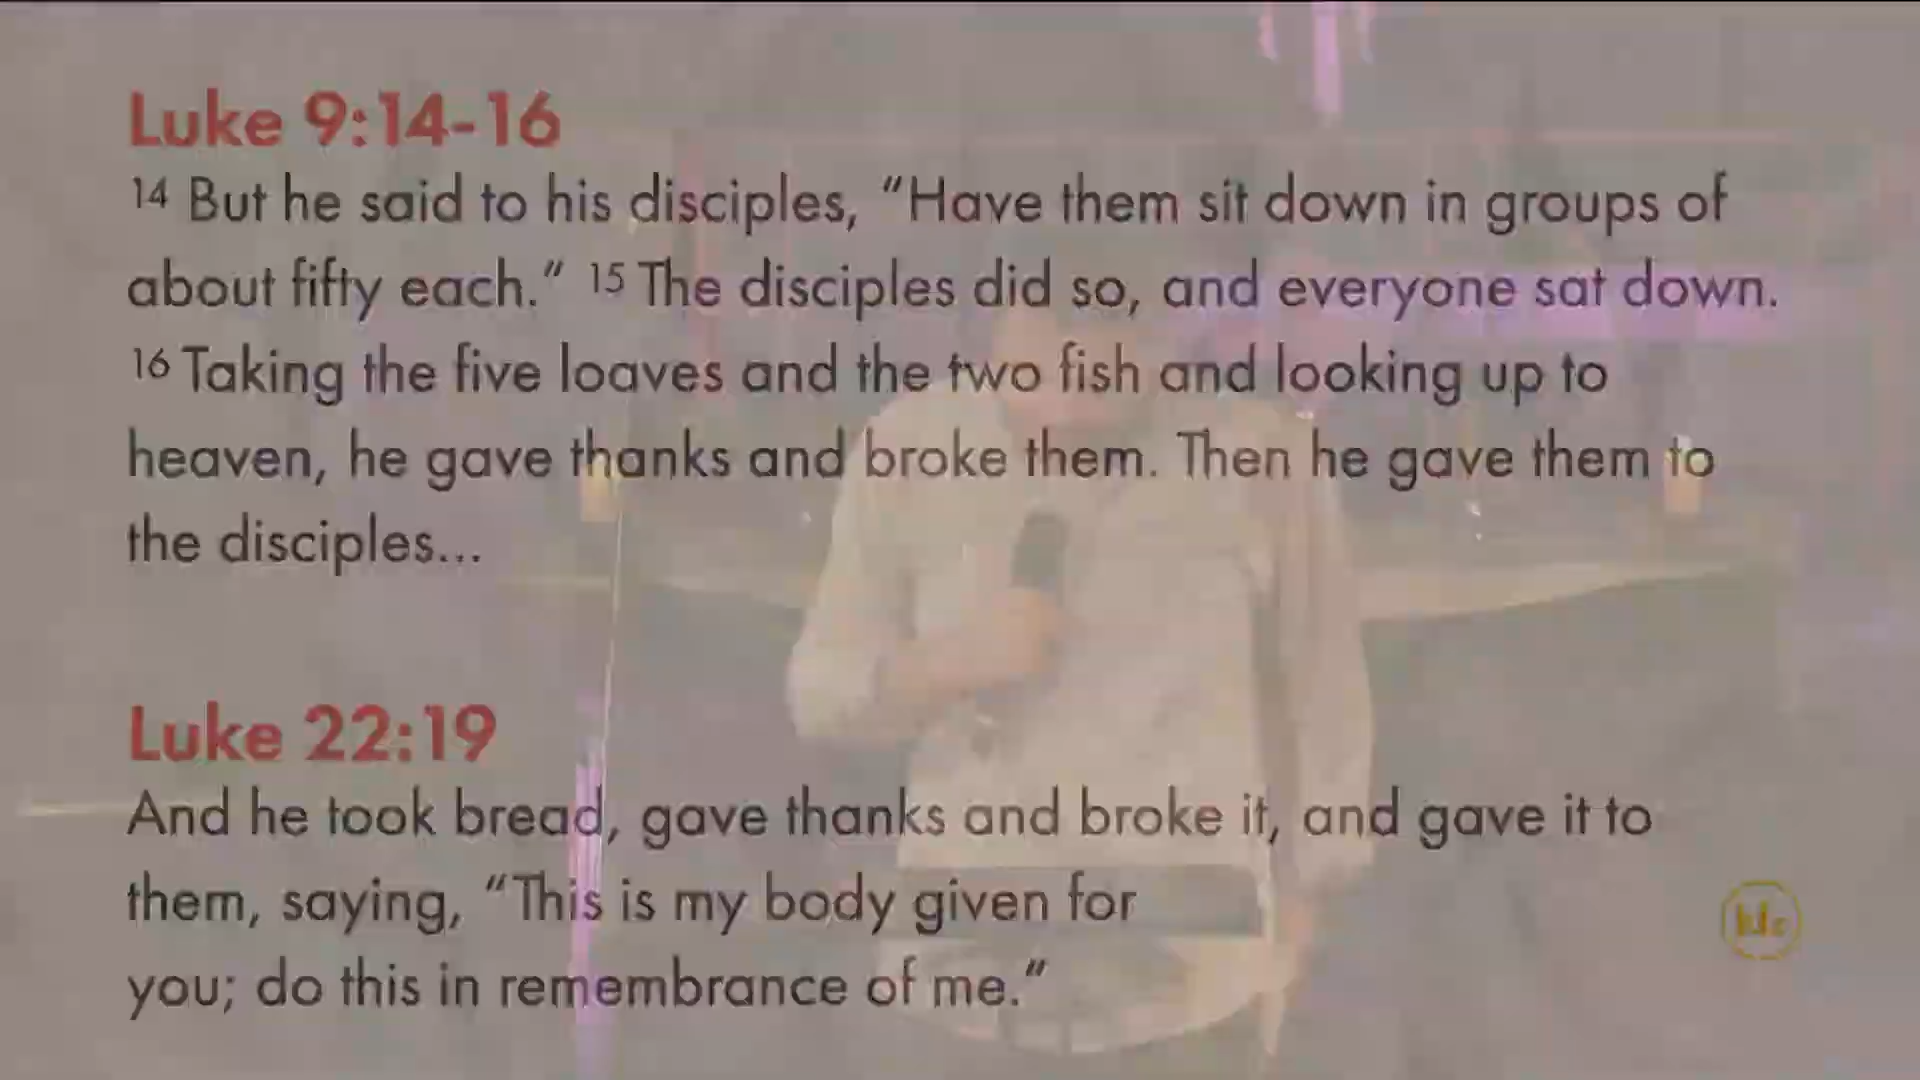 Luke 9:14-16
14 But he said to his disciples, “Have them sit down in groups of
about fifty each.” 15 The disciples did so, and everyone sat down.
16 Taking the five loaves and the two fish and looking up to
heaven, he gave thanks and broke them. Then he gave them to
the disciples...
Luke 22:19
And he took bread, gave thanks and broke it, and gave it to
them, saying, “This is my body given for
you; do this in remembrance of me.”